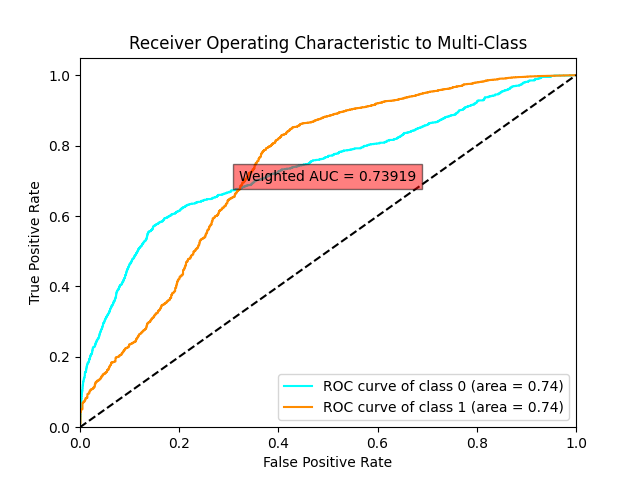 Receiver Operating Characteristic to Multi-Class
True Positive Rate
1.0
0.8
0.6
0.4
0.2
0.0
Weighted AUC = 0.73919
ROC curve of class 0 (area = 0.74)
ROC curve of class 1 (area = 0.74)
0.0 0.2 0.4 0.6 0.8 1.0
False Positive Rate